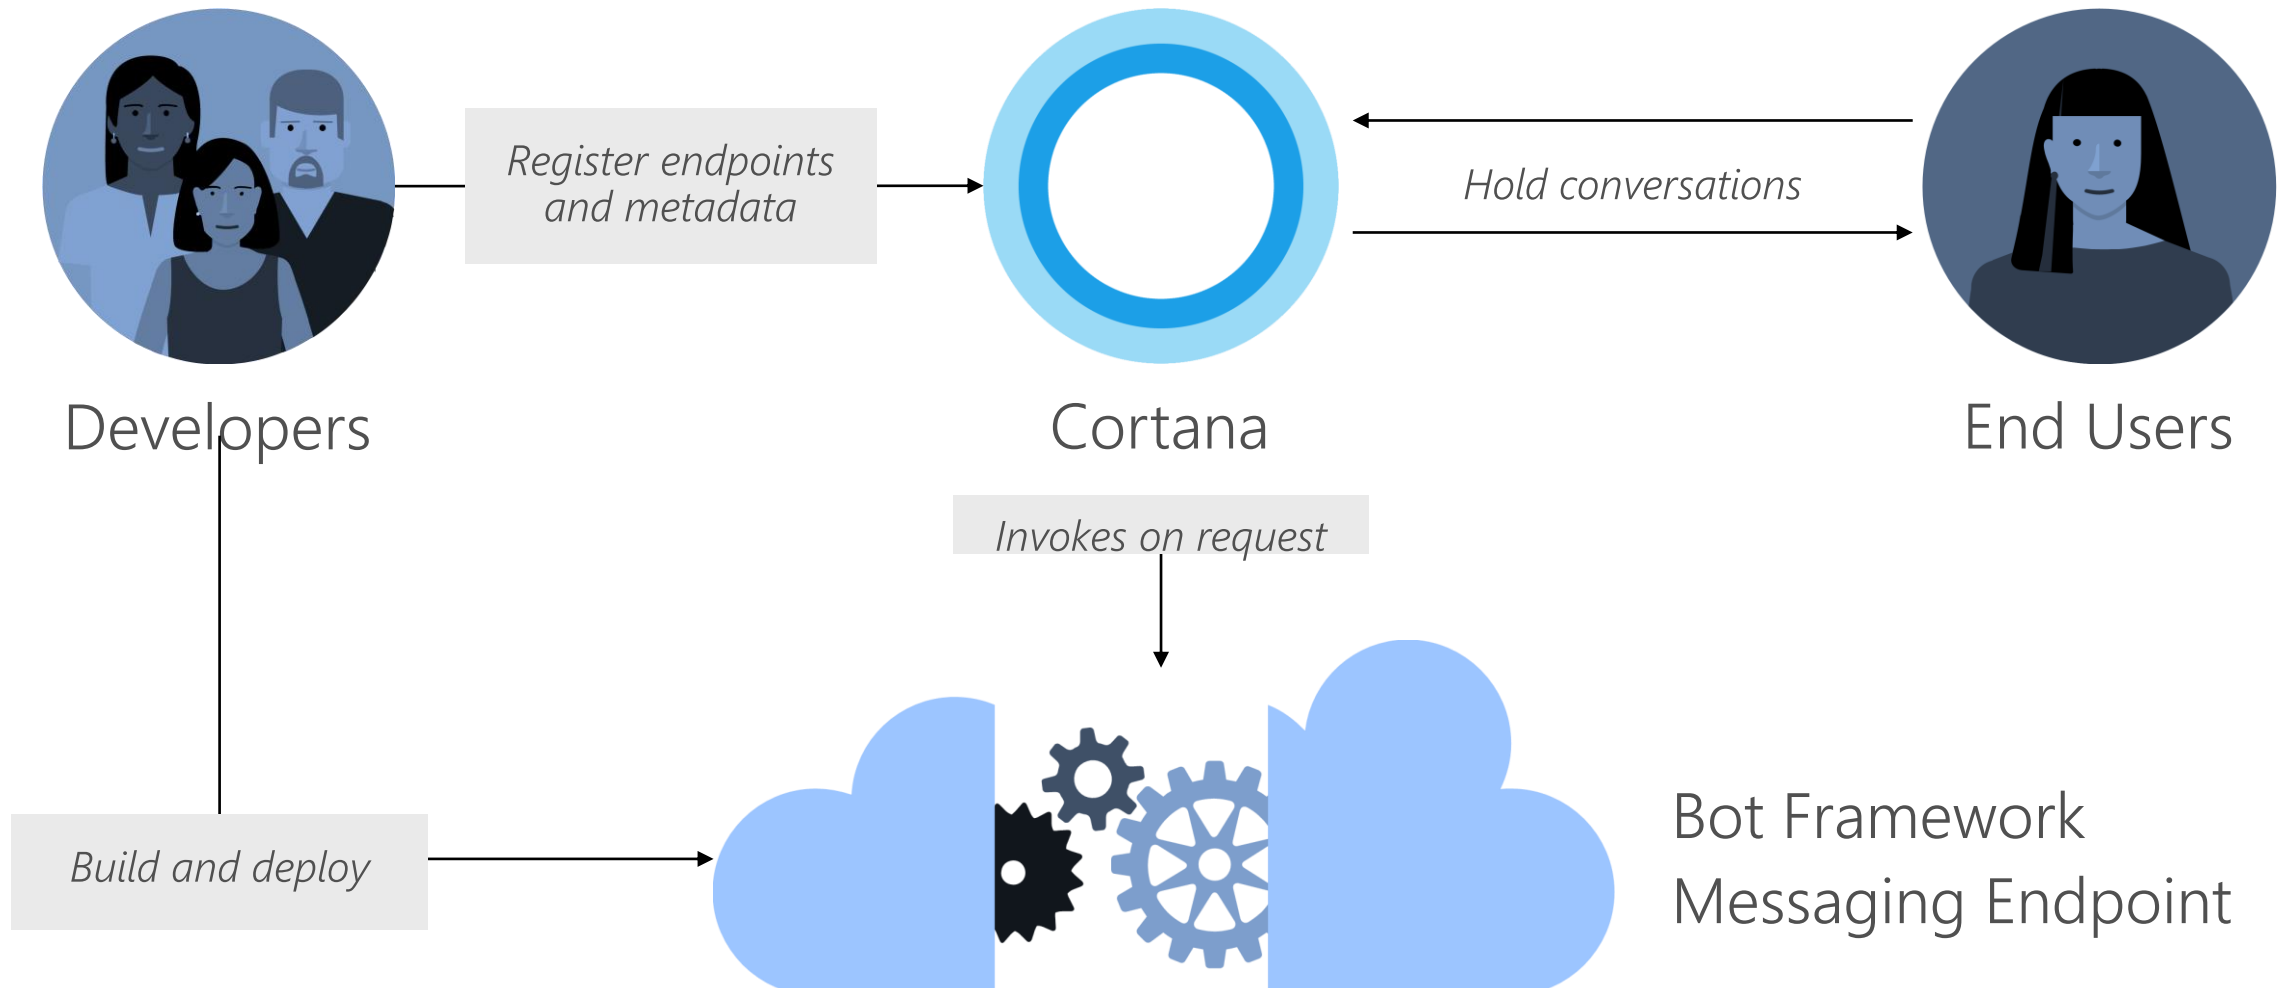 Register endpoints
and metadata
Hold conversations
Developers
Cortana
End Users
Invokes on request
Build and deploy
Bot Framework
Messaging Endpoint